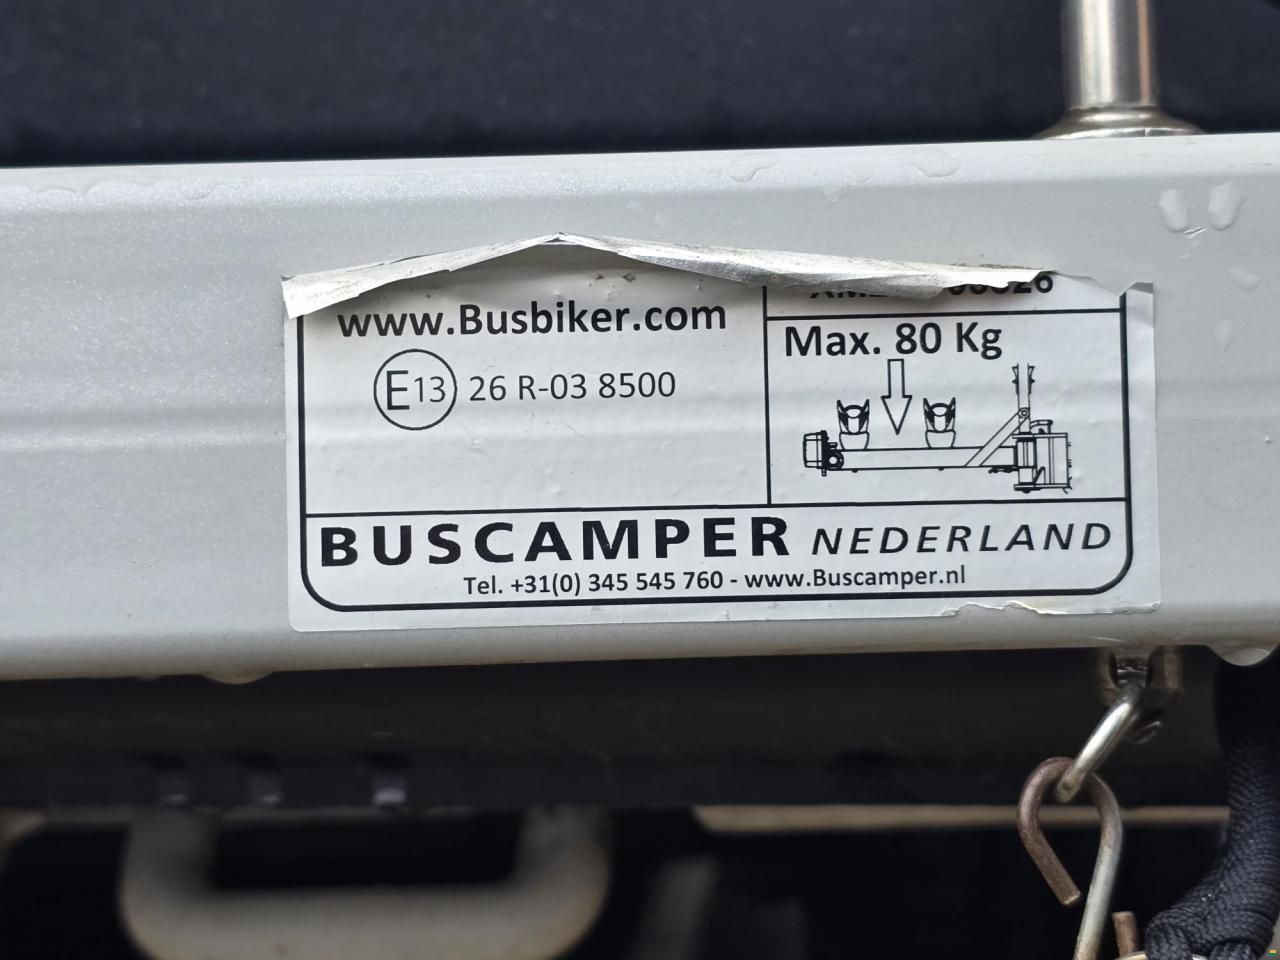 www.Busbiker.com
E13 26 R-03 8500
Max. 80 Kg
BUSCAMPER NEDERLAND
Tel. +31(0) 345 545 760 - www.Buscamper.nl